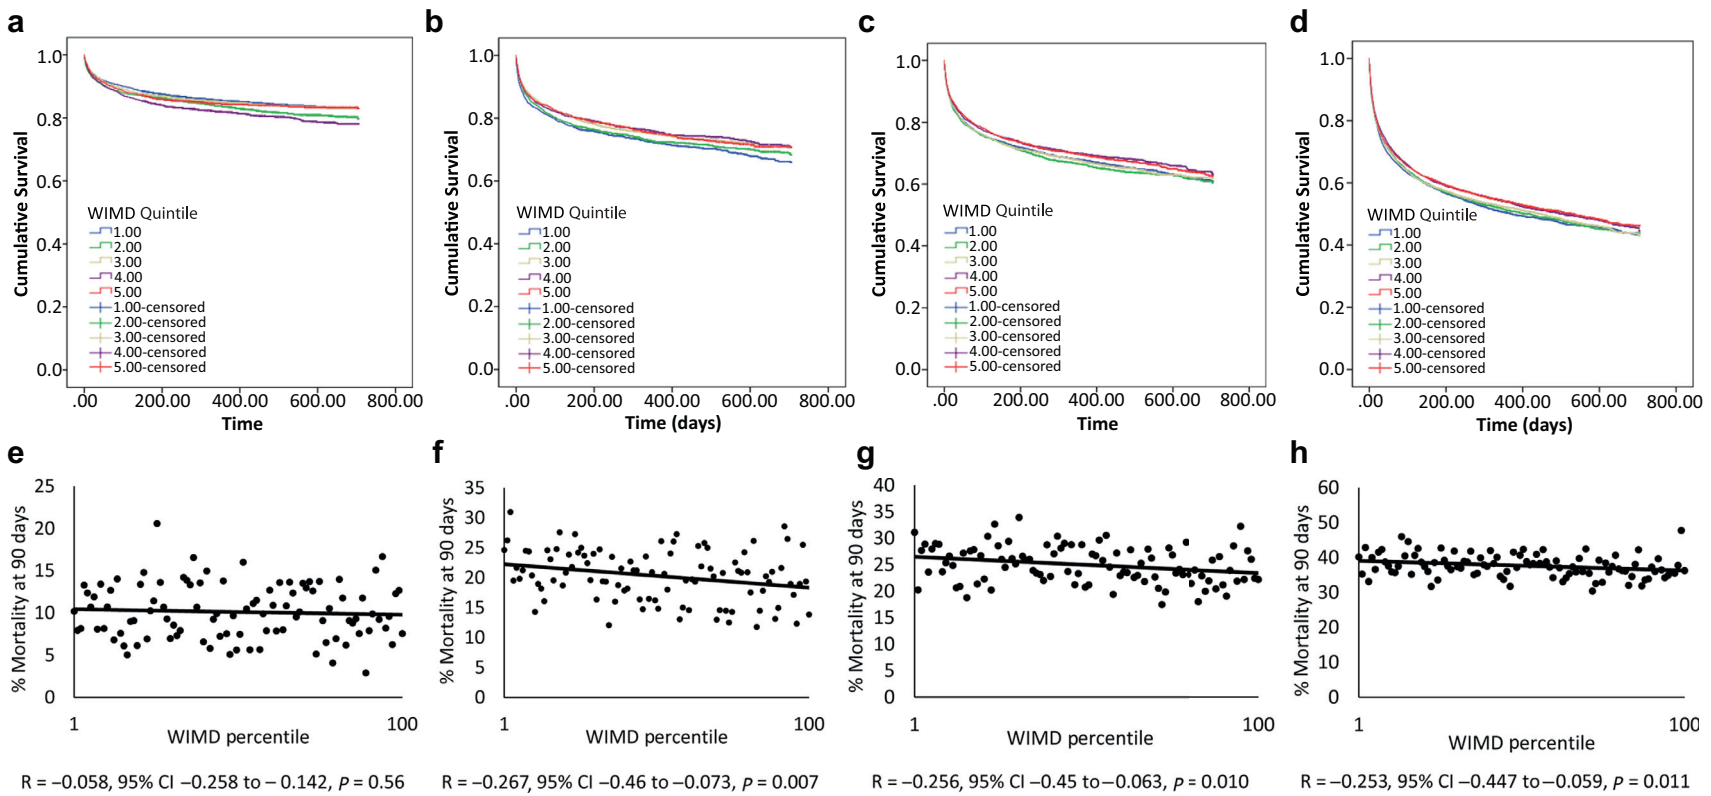 a
1.0
0.8
0.6
0.4
0.2
0.0
Cumulative Survival
WIMD Quintile
1.00
2.00
3.00
4.00
5.00
1.00-censored
2.00-censored
3.00-censored
4.00-censored
5.00-censored
.00 200.00 400.00 600.00 800.00
Time
b
1.0
0.8
0.6
0.4
0.2
0.0
Cumulative Survival
WIMD Quintile
1.00
2.00
3.00
4.00
5.00
1.00-censored
2.00-censored
3.00-censored
4.00-censored
5.00-censored
.00 200.00 400.00 600.00 800.00
Time (days)
c
1.0
0.8
0.6
0.4
0.2
0.0
Cumulative Survival
WIMD Quintile
1.00
2.00
3.00
4.00
5.00
1.00-censored
2.00-censored
3.00-censored
4.00-censored
5.00-censored
.00 200.00 400.00 600.00 800.00
Time
d
1.0
0.8
0.6
0.4
0.2
0.0
Cumulative Survival
WIMD Quintile
1.00
2.00
3.00
4.00
5.00
1.00-censored
2.00-censored
3.00-censored
4.00-censored
5.00-censored
.00 200.00 400.00 600.00 800.00
Time (days)
e
25
20
15
10
5
0
% Mortality at 90 days
1 100
WIMD percentile
R = −0.058, 95% CI −0.258 to − 0.142, P = 0.56
f
35
30
25
20
15
10
5
0
% Mortality at 90 days
1 100
WIMD percentile
R = −0.267, 95% CI −0.46 to −0.073, P = 0.007
g
40
35
30
25
20
15
10
5
0
% Mortality at 90 days
1 100
WIMD percentile
R = −0.256, 95% CI −0.45 to −0.063, P = 0.010
h
60
50
40
30
20
10
0
% Mortality at 90 days
1 100
WIMD percentile
R = −0.253, 95% CI −0.447 to −0.059, P = 0.011